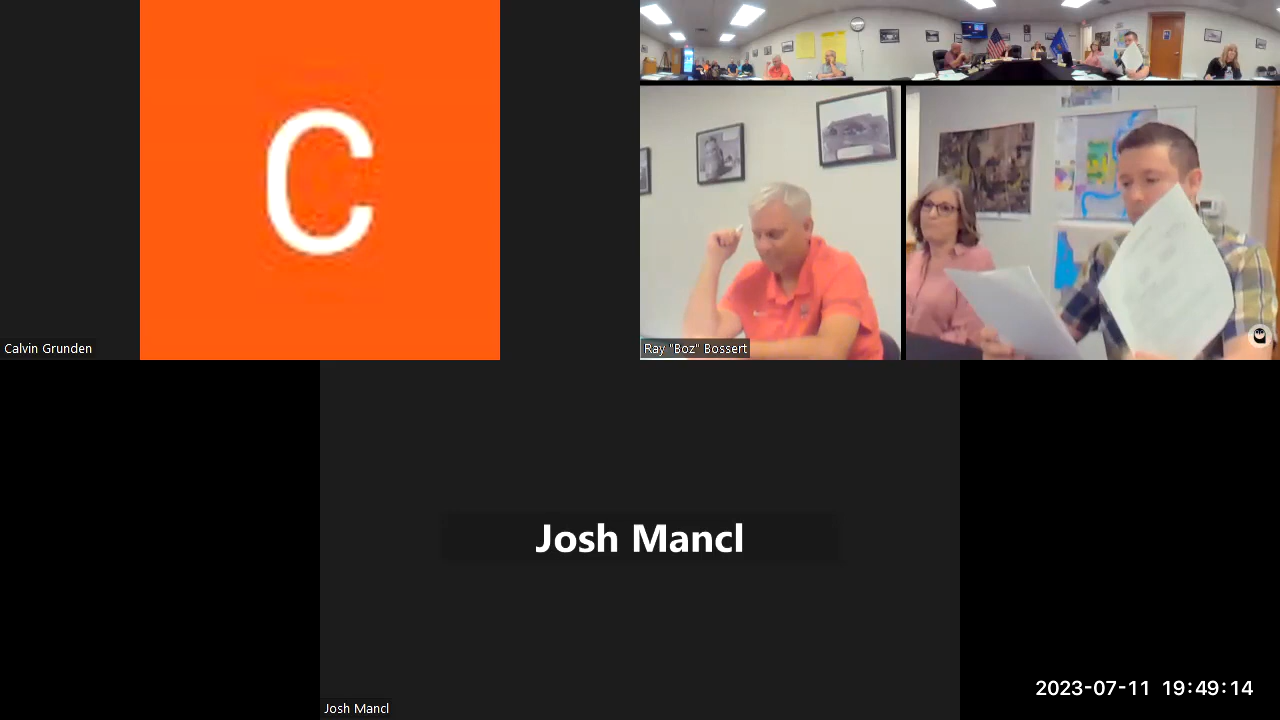 C
Calvin Grunden
Ray "Boz" Bossert
Josh Mancl
Josh Mancl
2023-07-11 19:49:14